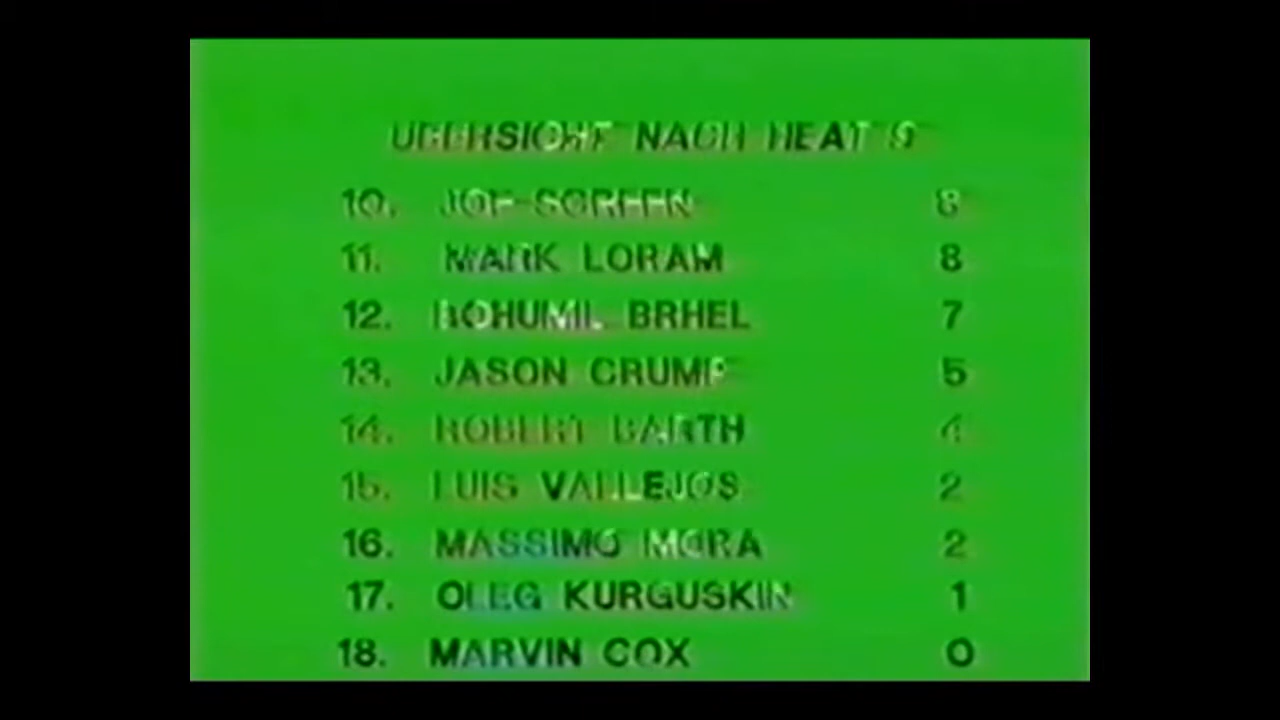 UBERSICHT NACH HEAT 9
10. JOE SCREEN 8
11. MARK LORAM 8
12. BOHUMIL BRHEL 7
13. JASON CRUMP 5
14. ROBERT BARTH 4
15. LUIS VALLEJOS 2
16. MASSIMO MORA 2
17. OLEG KURGUSKIN 1
18. MARVIN COX 0